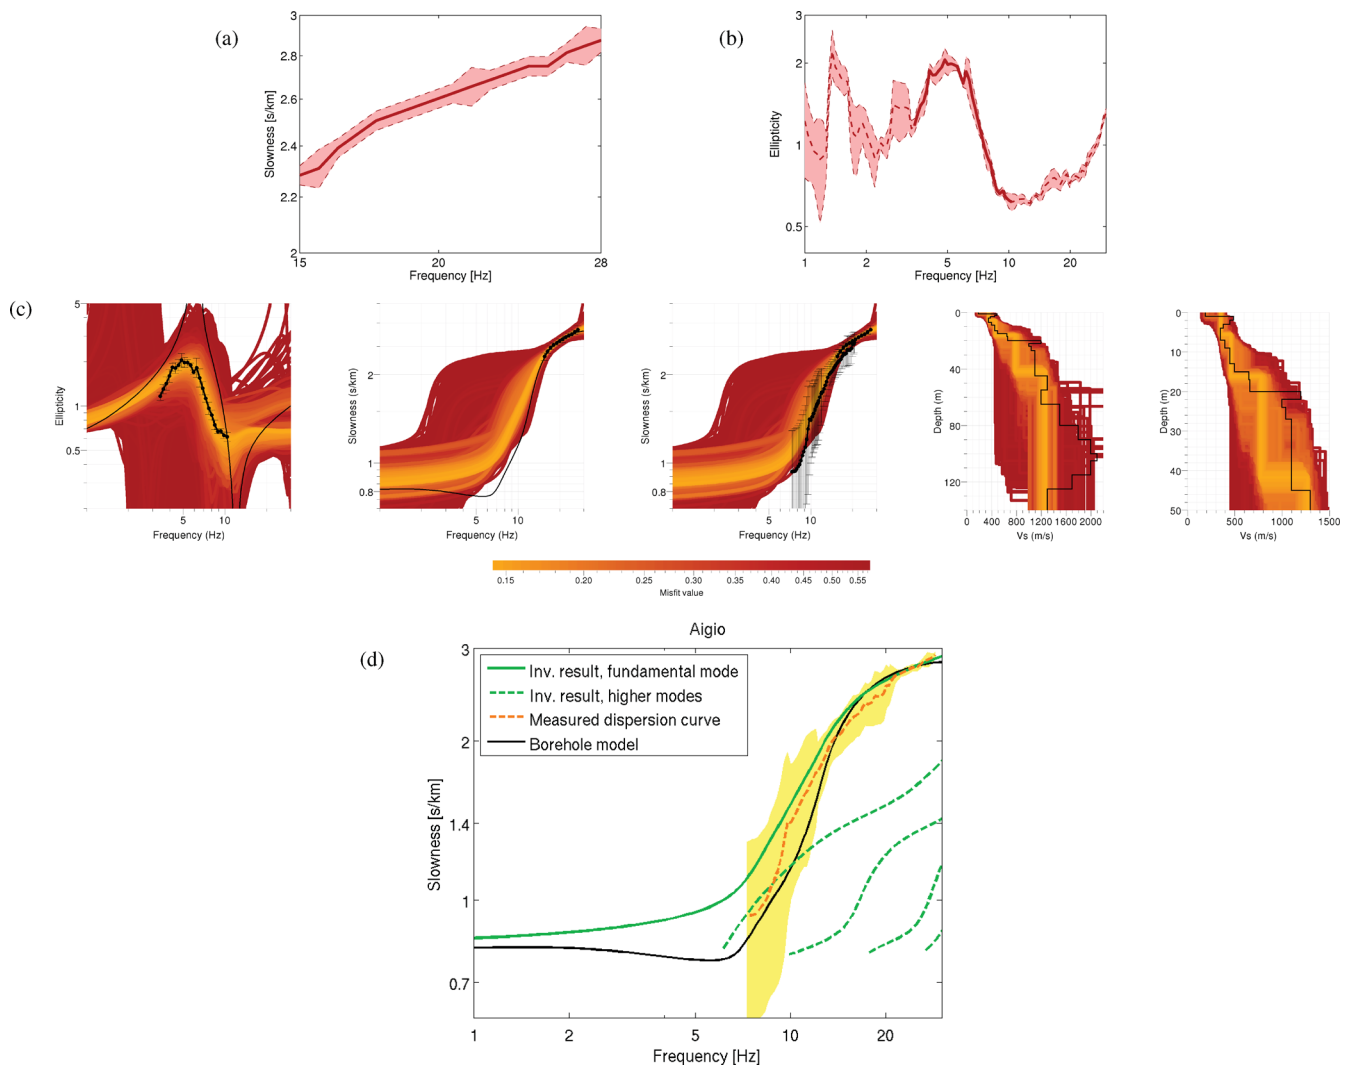 (a)
Slowness [s/km]
3
2.8
2.6
2.4
2.2
2
15
20
28
Frequency [Hz]
(b)
Ellipticity
3
2
1
0.5
1
2
5
10
20
Frequency [Hz]
(c)
Ellipticity
5
1
0.5
5
10
Frequency (Hz)
Slowness (s/km)
2
1
0.8
5
10
Frequency (Hz)
Slowness (s/km)
2
1
0.8
5
10
Frequency (Hz)
Depth (m)
0
40
80
120
0
400
800
1200
1600
2000
Vs (m/s)
Depth (m)
0
10
20
30
40
50
0
500
1000
1500
Vs (m/s)
0.15
0.20
0.25
0.30
0.35
0.40
0.45
0.50
0.55
Misfit value
Aigio
(d)
Inv. result, fundamental mode
Inv. result, higher modes
Measured dispersion curve
Borehole model
Slowness [s/km]
3
2
1.4
1
0.7
1
2
5
10
20
Frequency [Hz]